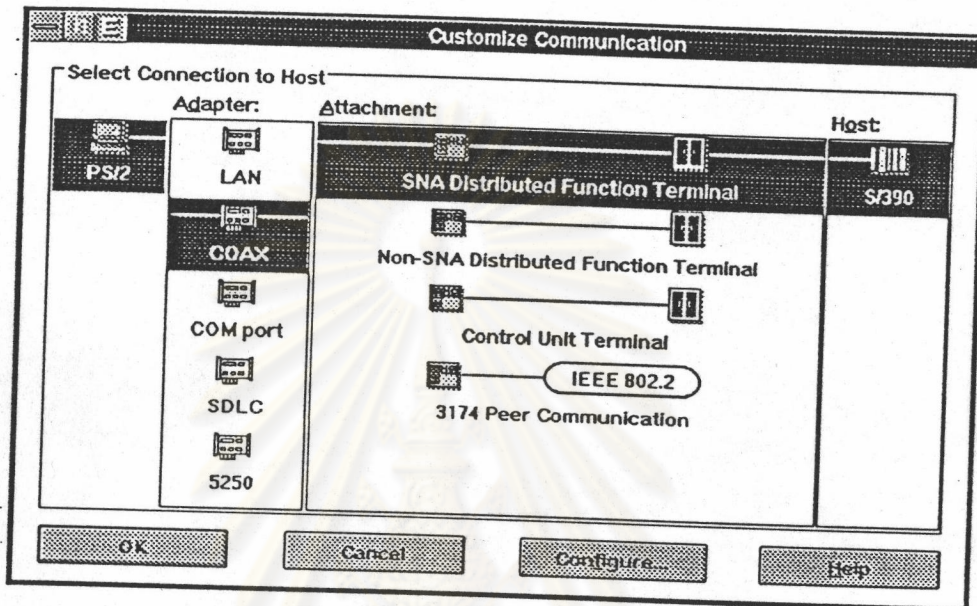 Customize Communication
Select Connection to Host
Adapter:
Attachment:
Host:
PS/2
LAN
SNA Distributed Function Terminal
S/390
COAX
Non-SNA Distributed Function Terminal
COM port
Control Unit Terminal
IEEE 802.2
SDLC
3174 Peer Communication
5250
OK
Cancel
Configure...
Help